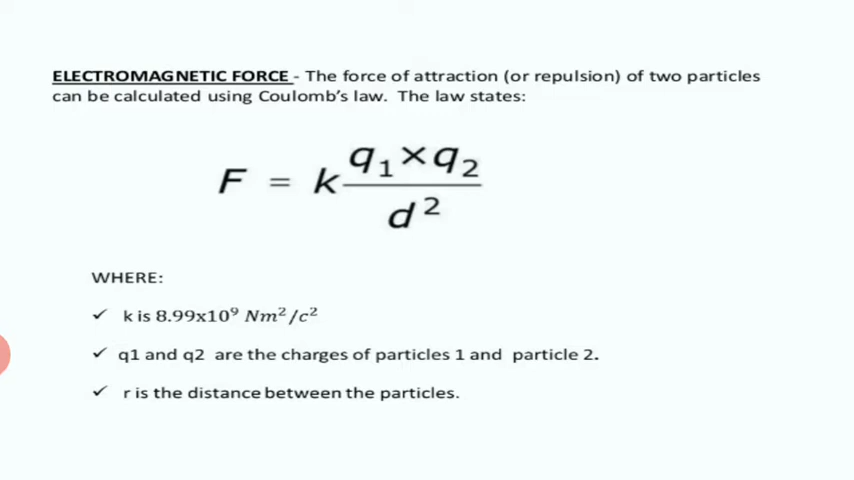 ELECTROMAGNETIC FORCE - The force of attraction (or repulsion) of two particles
can be calculated using Coulomb's law. The law states:
F = k q₁×q₂ / d²
WHERE:
✓ k is 8.99x10⁹ Nm²/c²
✓ q1 and q2 are the charges of particles 1 and particle 2.
✓ r is the distance between the particles.